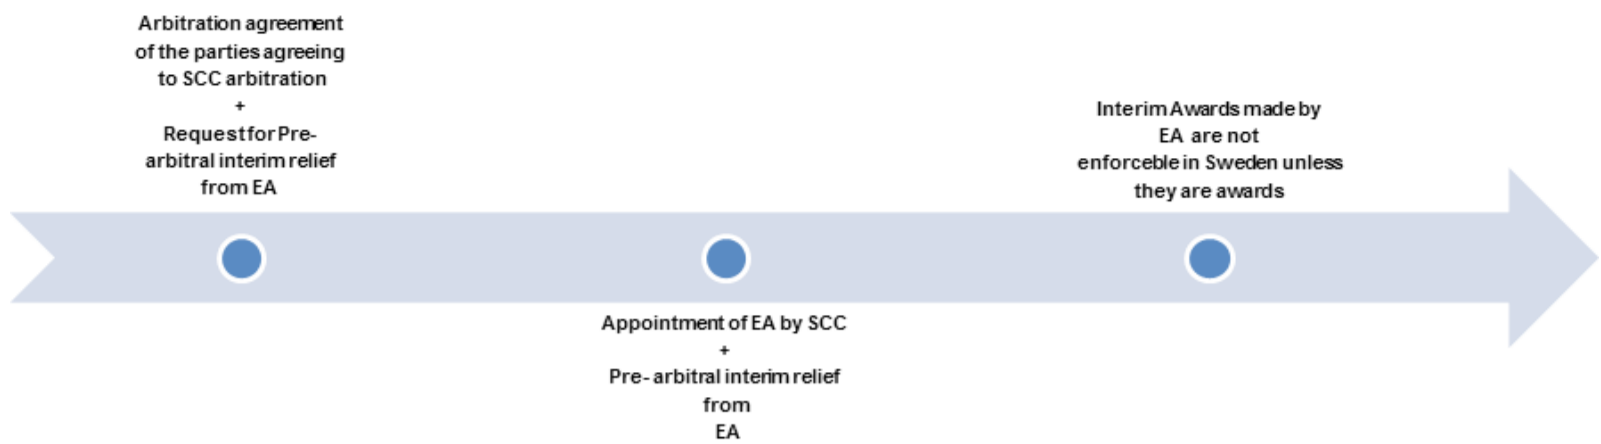 Arbitration agreement
of the parties agreeing
to SCC arbitration
+
Request for Pre-
arbitral interim relief
from EA
Appointment of EA by SCC
+
Pre- arbitral interim relief
from
EA
Interim Awards made by
EA are not
enforceble in Sweden unless
they are awards